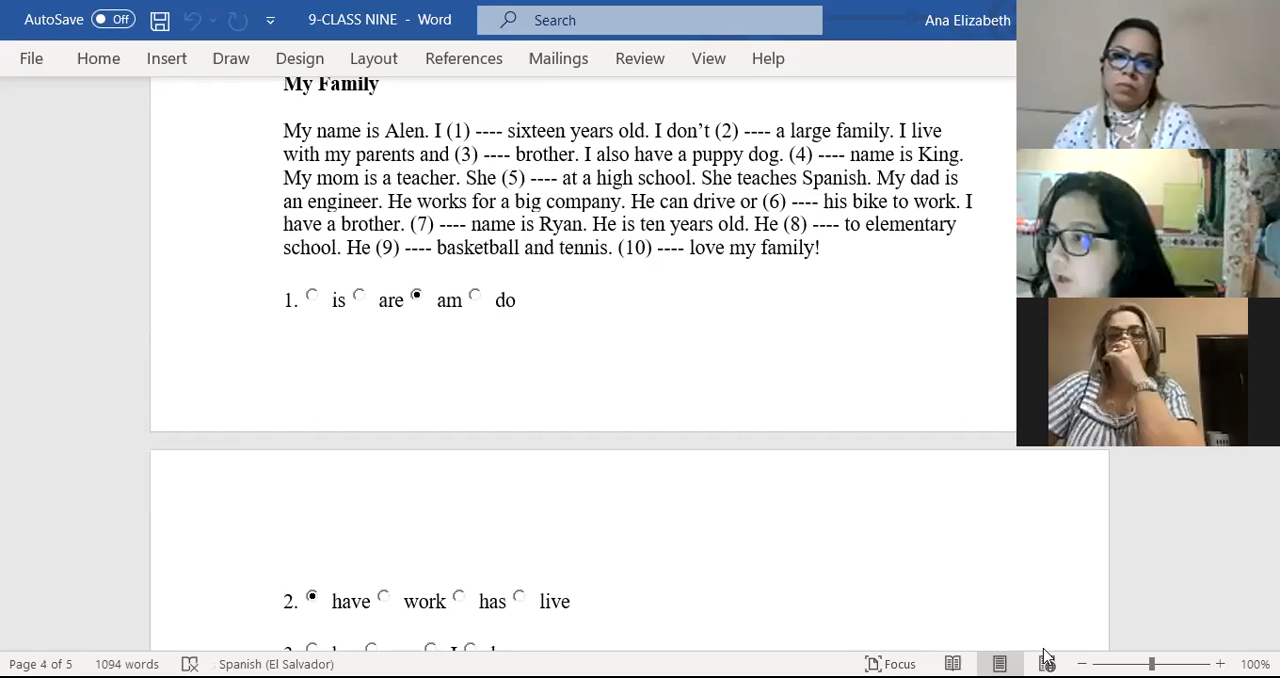 AutoSave Off 9-CLASS NINE - Word Search Ana Elizabeth
File Home Insert Design Layout References Mailings Review View Help
My Family
My name is Alen. I (1) ---- sixteen years old. I don’t (2) ---- a large family. I live
with my parents and (3) ---- brother. I also have a puppy dog. (4) ---- name is King.
My mom is a teacher. She (5) ---- at a high school. She teaches Spanish. My dad is
an engineer. He works for a big company. He can drive or (6) ---- his bike to work. I
have a brother. (7) ---- name is Ryan. He is ten years old. He (8) ---- to elementary
school. He (9) ---- basketball and tennis. (10) ---- love my family!
1. is are am do
2. have work has live
Page 4 of 5 1094 words Spanish (El Salvador) Focus 100%